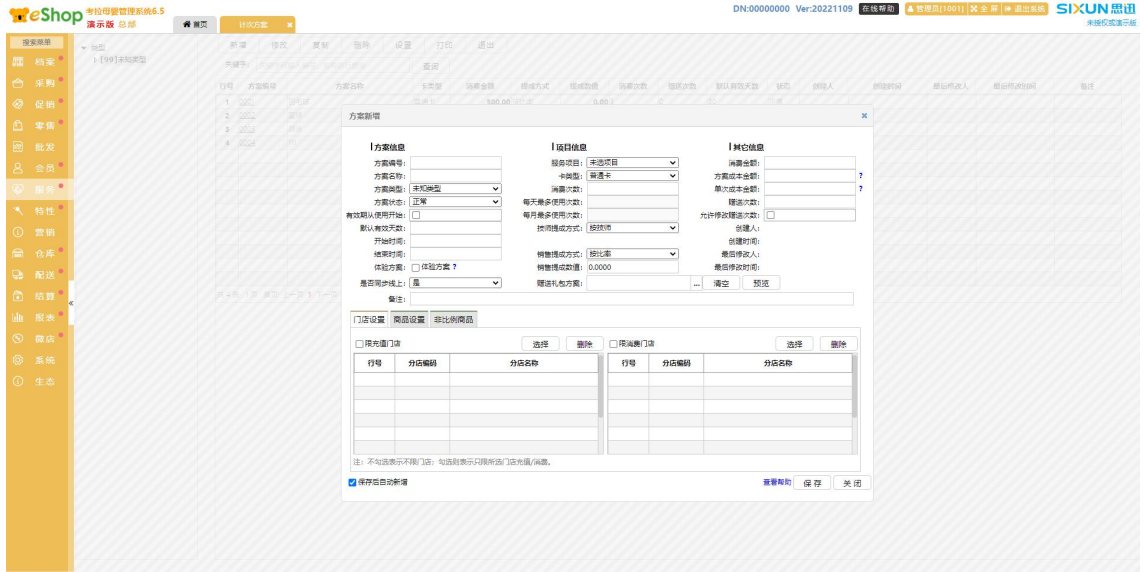 eShop 考拉母婴管理系统6.5
演示版 总部
首页
计次方案
DN:00000000 Ver:20221109 在线帮助 管理员[1001] 全屏 退出系统
SIXUN思迅
未授权或演示版
搜索菜单
档案
采购
促销
零售
批发
会员
服务
特性
营销
仓库
配送
结算
报表
微店
系统
生态
类型
[99]未知类型
新增 修改 复制 删除 设置 打印 退出
关键字:
查询
行号 方案编号 方案名称 卡类型 消费金额 提成方式 提成数值 消费次数 赠送次数 默认有效天数 状态 创建人 创建时间 最后修改人 最后修改时间 备注
1 500.00 0.00
2
3
4
方案新增
方案信息
方案编号:
方案名称:
方案类型: 未知类型
方案状态: 正常
有效期从使用开始:
默认有效天数:
开始时间:
结束时间:
体验方案: 体验方案 ?
是否同步线上: 是
备注:
项目信息
服务项目: 未选项目
卡类型: 普通卡
消费次数:
每天最多使用次数:
每月最多使用次数:
技师提成方式: 按技师
销售提成方式: 按比率
销售提成数值: 0.0000
赠送礼包方案: ... 清空 预览
其它信息
消费金额:
方案成本金额: ?
单次成本金额: ?
赠送次数:
允许修改赠送次数:
创建人:
创建时间:
最后修改人:
最后修改时间:
门店设置 商品设置 非比例商品
限充值门店 选择 删除
行号 分店编码 分店名称
限消费门店 选择 删除
行号 分店编码 分店名称
注：不勾选表示不限门店；勾选则表示只限所选门店充值/消费。
保存后自动新增
查看帮助 保存 关闭